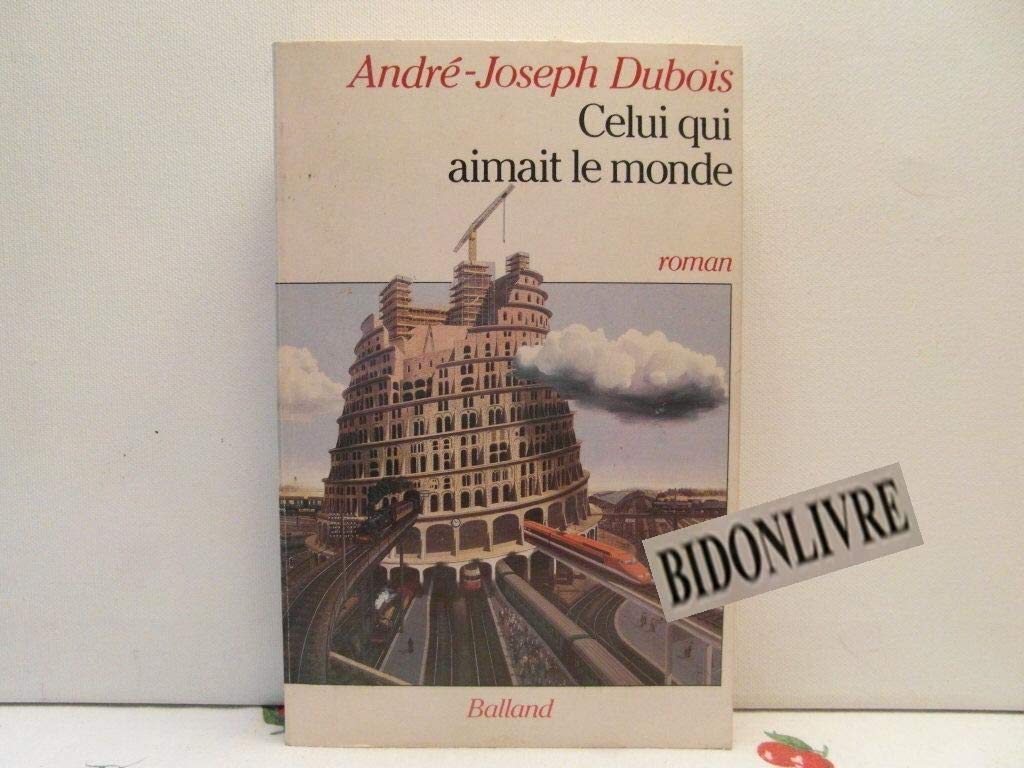 André-Joseph Dubois
Celui qui
aimait le monde
roman
BIDONLIVRE
Balland